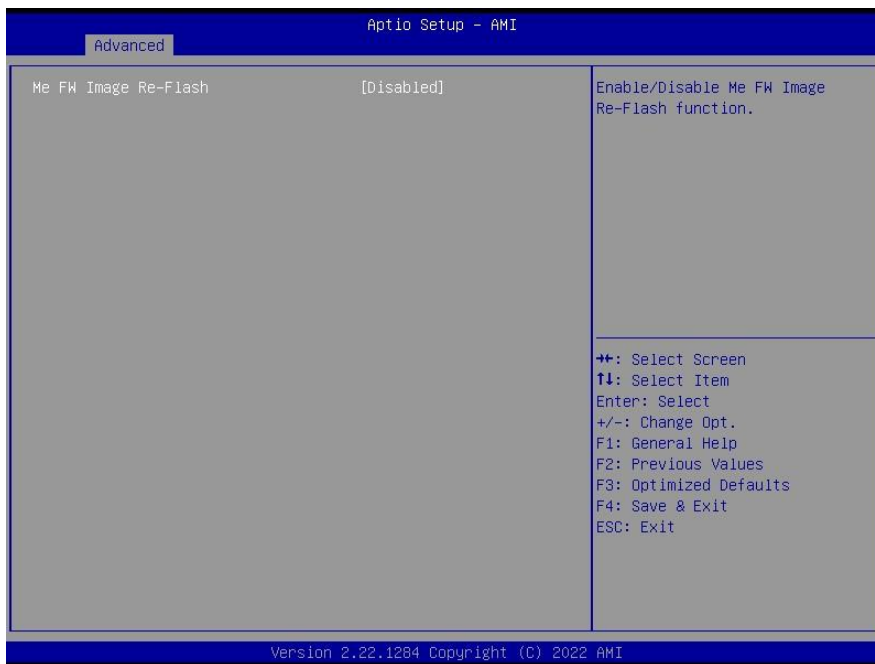 Aptio Setup – AMI
Advanced
Me FW Image Re-Flash [Disabled]
Enable/Disable Me FW Image
Re-Flash function.
→←: Select Screen
↑↓: Select Item
Enter: Select
+/-: Change Opt.
F1: General Help
F2: Previous Values
F3: Optimized Defaults
F4: Save & Exit
ESC: Exit
Version 2.22.1284 Copyright (C) 2022 AMI